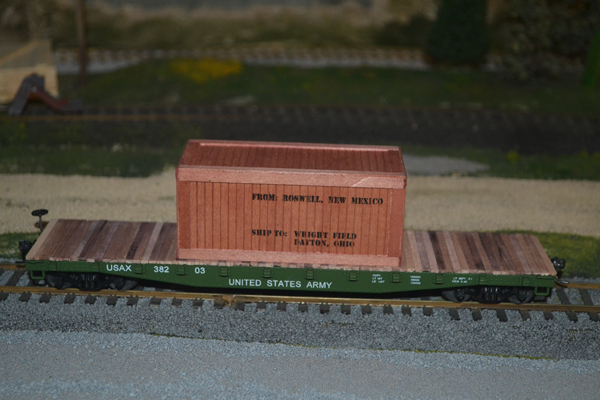 FROM: ROSWELL, NEW MEXICO
SHIP TO: WRIGHT FIELD
DAYTON, OHIO
USAX 382 03
UNITED STATES ARMY